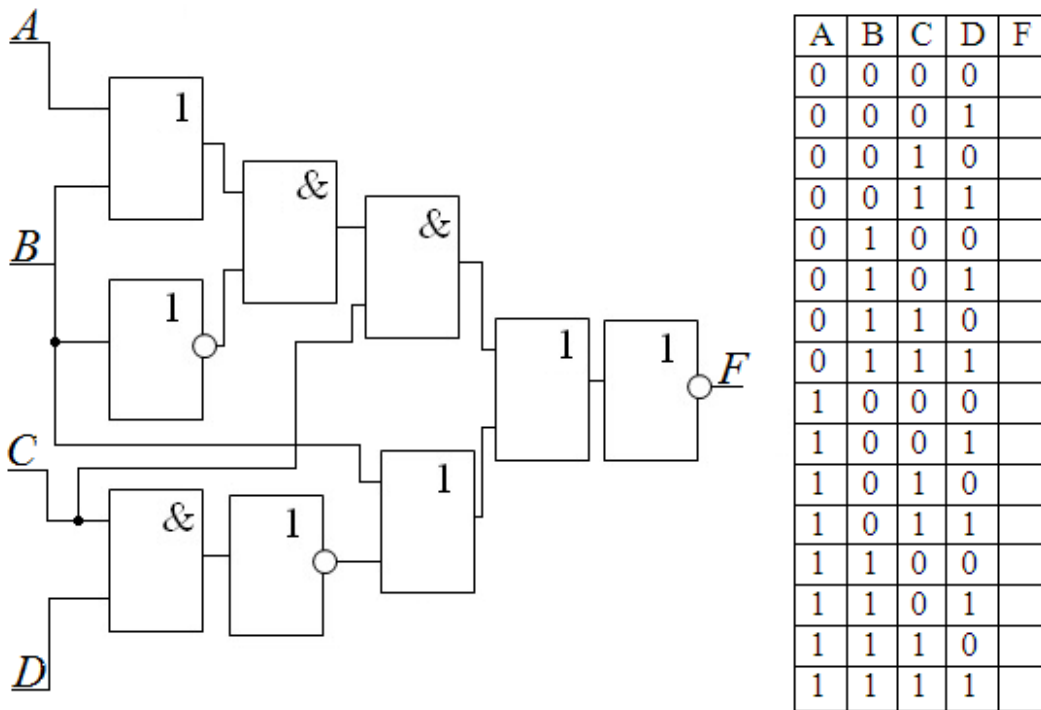 A
1
&
&
B
1
1
1
F
C
1
&
1
D
A B C D F
0 0 0 0
0 0 0 1
0 0 1 0
0 0 1 1
0 1 0 0
0 1 0 1
0 1 1 0
0 1 1 1
1 0 0 0
1 0 0 1
1 0 1 0
1 0 1 1
1 1 0 0
1 1 0 1
1 1 1 0
1 1 1 1